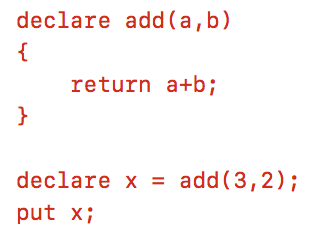 declare add(a,b)
{
    return a+b;
}

declare x = add(3,2);
put x;